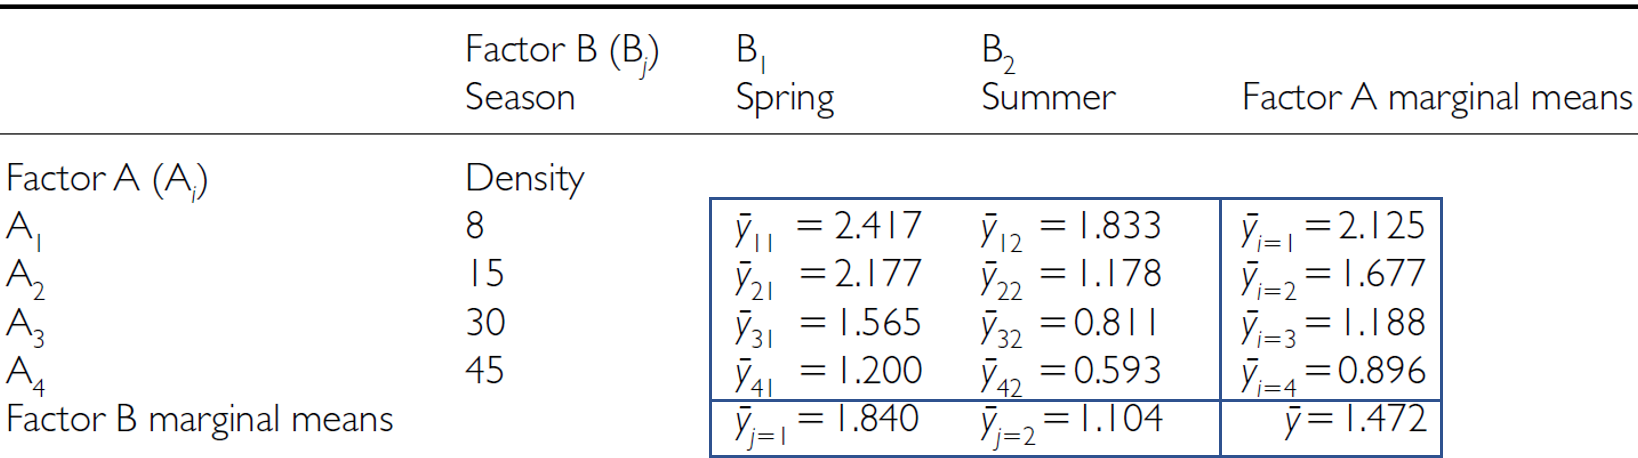 Factor B (Bj) B1 B2
Season Spring Summer Factor A marginal means
Factor A (Ai) Density
A1 8 ȳ11 = 2.417 ȳ12 = 1.833 ȳi=1 = 2.125
A2 15 ȳ21 = 2.177 ȳ22 = 1.178 ȳi=2 = 1.677
A3 30 ȳ31 = 1.565 ȳ32 = 0.811 ȳi=3 = 1.188
A4 45 ȳ41 = 1.200 ȳ42 = 0.593 ȳi=4 = 0.896
Factor B marginal means ȳj=1 = 1.840 ȳj=2 = 1.104 ȳ = 1.472